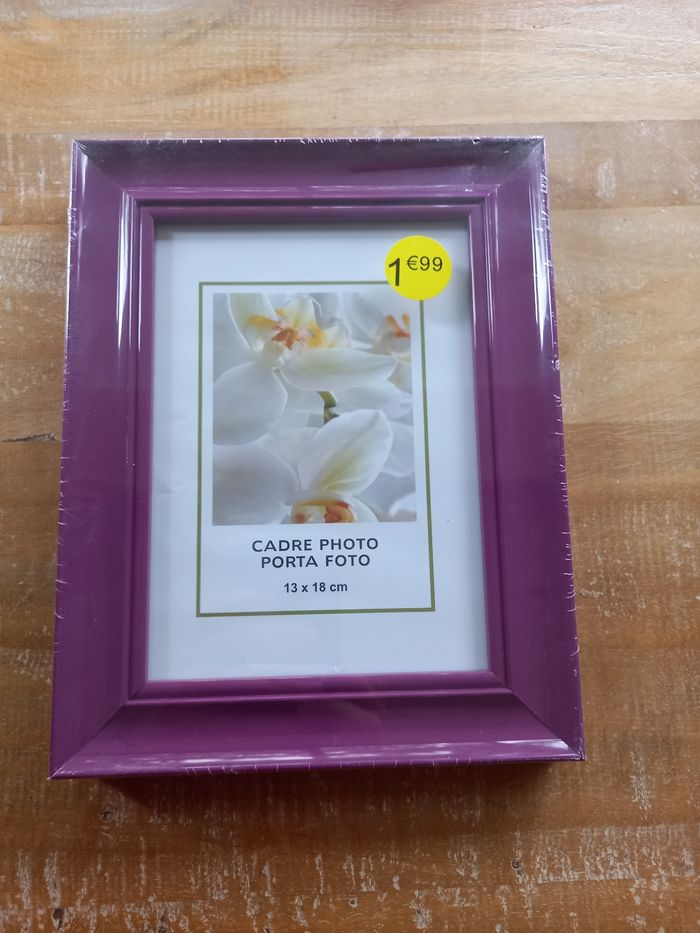 1€99
CADRE PHOTO
PORTA FOTO
13 x 18 cm